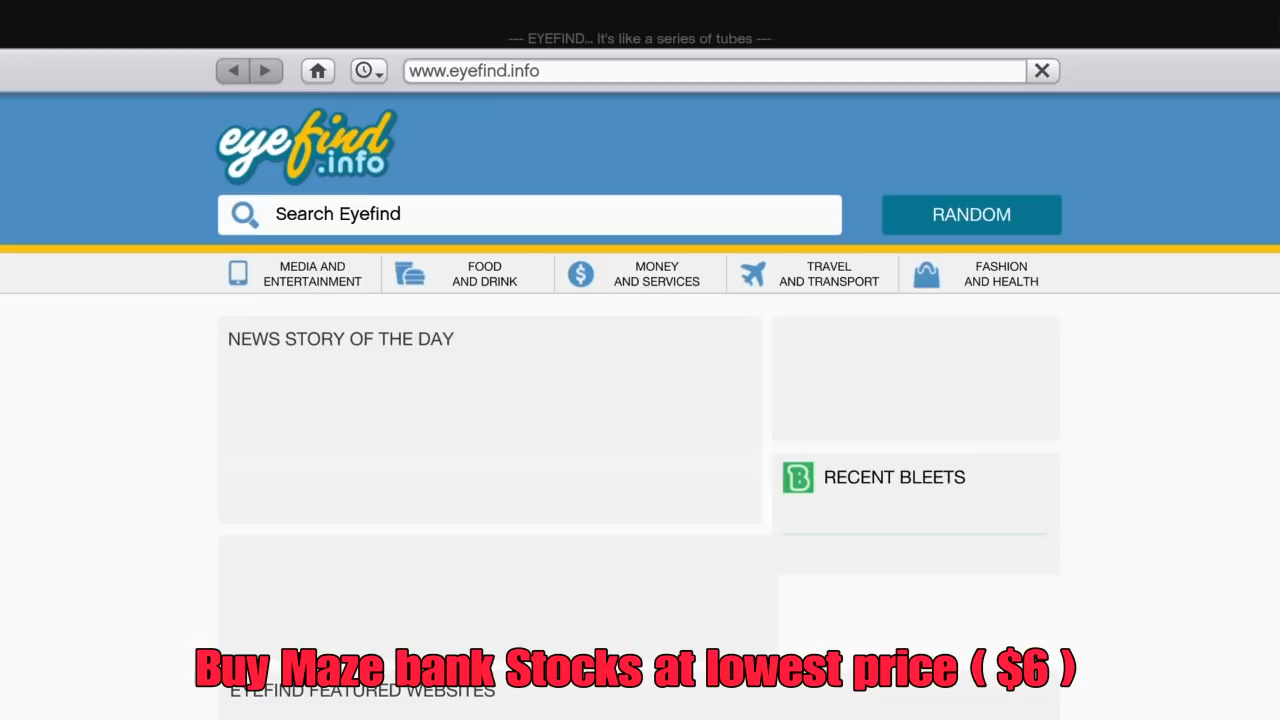 --- EYEFIND... It's like a series of tubes ---
www.eyefind.info
eyefind
.info
Search Eyefind
RANDOM
MEDIA AND
ENTERTAINMENT
FOOD
AND DRINK
MONEY
AND SERVICES
TRAVEL
AND TRANSPORT
FASHION
AND HEALTH
NEWS STORY OF THE DAY
B RECENT BLEETS
Buy Maze bank Stocks at lowest price ( $6 )
EYEFIND FEATURED WEBSITES